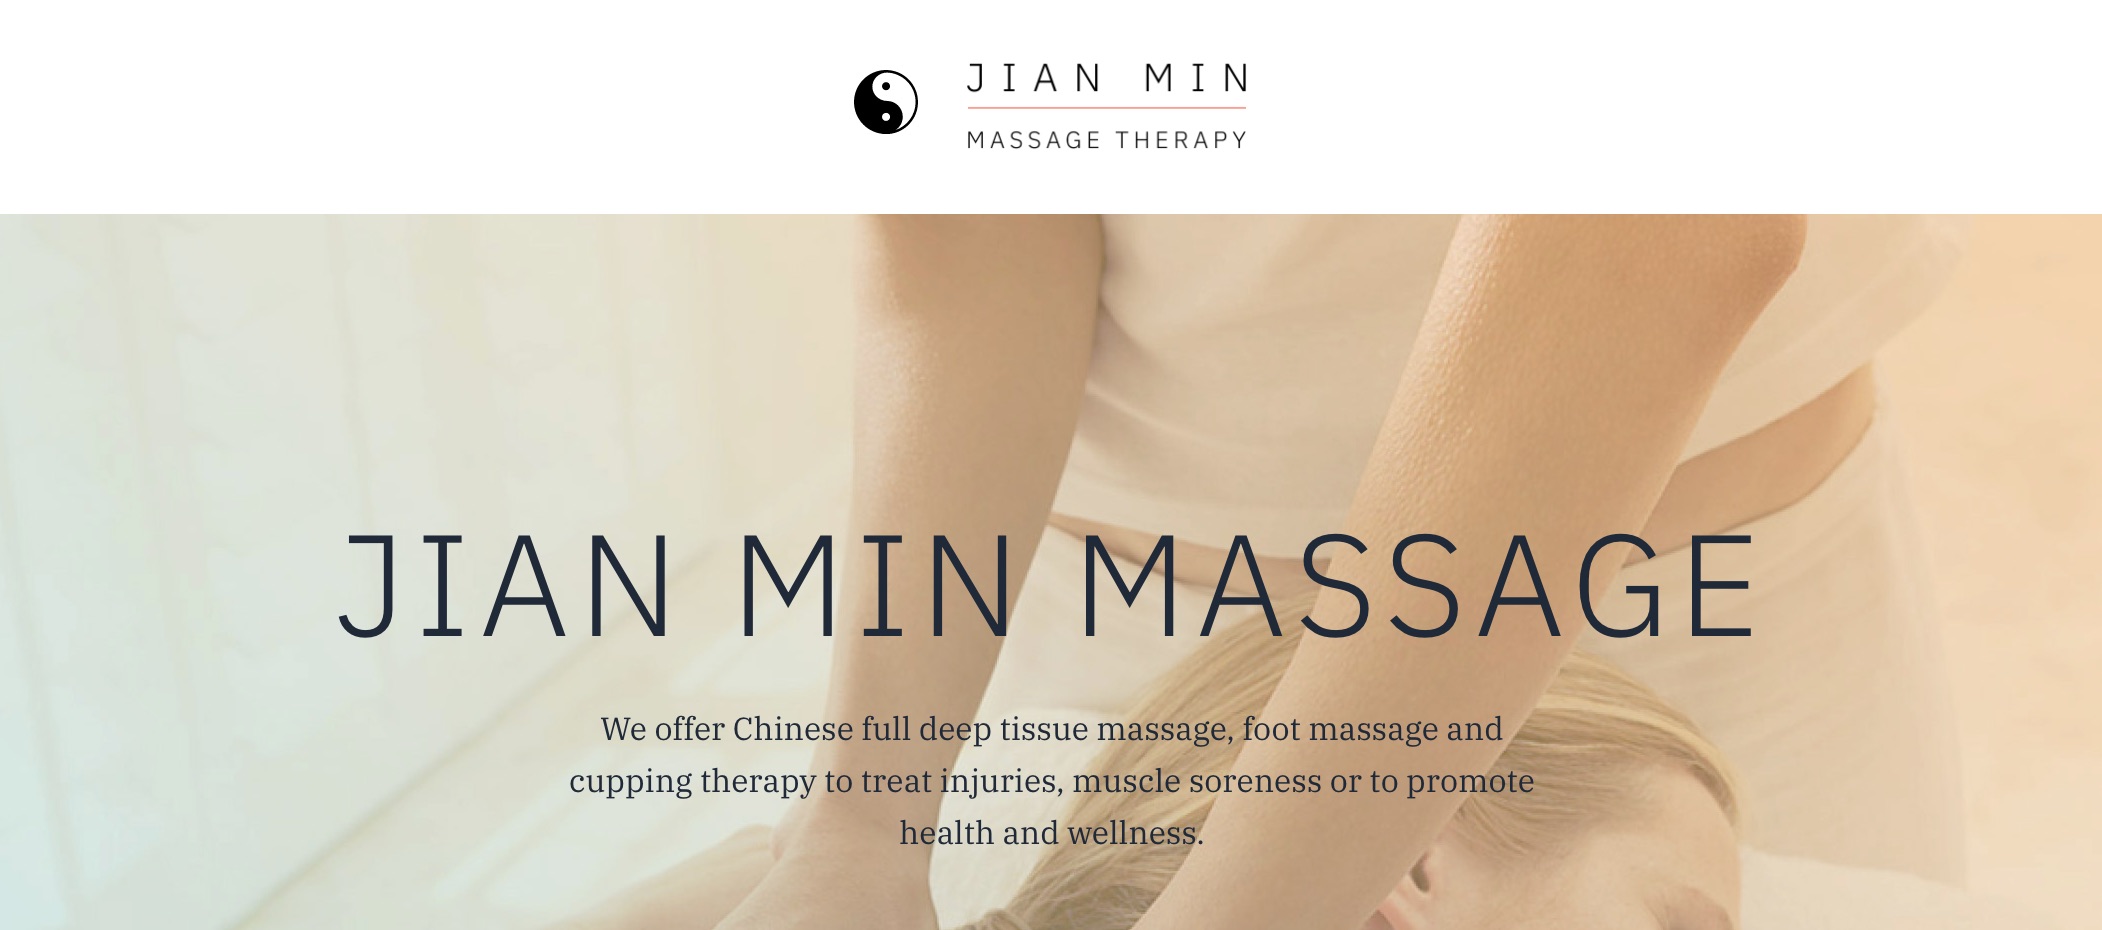 JIAN MIN
MASSAGE THERAPY
JIAN MIN MASSAGE
We offer Chinese full deep tissue massage, foot massage and
cupping therapy to treat injuries, muscle soreness or to promote
health and wellness.